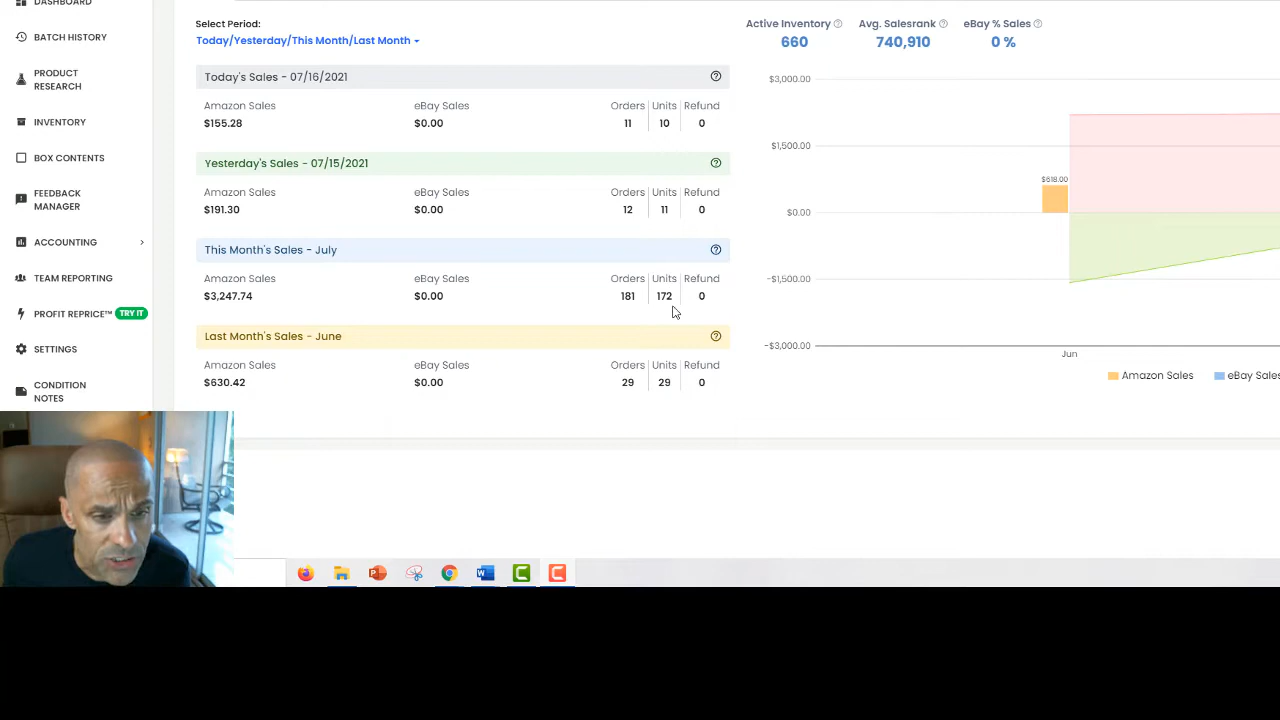 DASHBOARD
BATCH HISTORY
PRODUCT
RESEARCH
INVENTORY
BOX CONTENTS
FEEDBACK
MANAGER
ACCOUNTING
TEAM REPORTING
PROFIT REPRICE™ TRY IT
SETTINGS
CONDITION
NOTES
Select Period:
Today/Yesterday/This Month/Last Month
Today's Sales - 07/16/2021
Amazon Sales eBay Sales Orders Units Refund
$155.28 $0.00 11 10 0
Yesterday's Sales - 07/15/2021
Amazon Sales eBay Sales Orders Units Refund
$191.30 $0.00 12 11 0
This Month's Sales - July
Amazon Sales eBay Sales Orders Units Refund
$3,247.74 $0.00 181 172 0
Last Month's Sales - June
Amazon Sales eBay Sales Orders Units Refund
$630.42 $0.00 29 29 0
Active Inventory Avg. Salesrank eBay % Sales
660 740,910 0 %
$3,000.00
$1,500.00
$618.00
$0.00
-$1,500.00
-$3,000.00
Jun
Amazon Sales eBay Sales